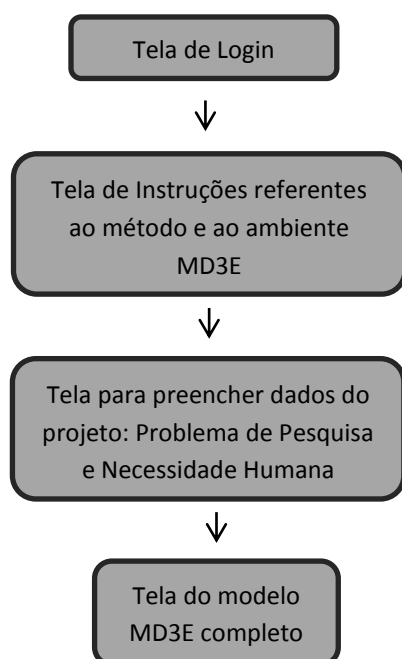 Tela de Login
Tela de Instruções referentes
ao método e ao ambiente
MD3E
Tela para preencher dados do
projeto: Problema de Pesquisa
e Necessidade Humana
Tela do modelo
MD3E completo